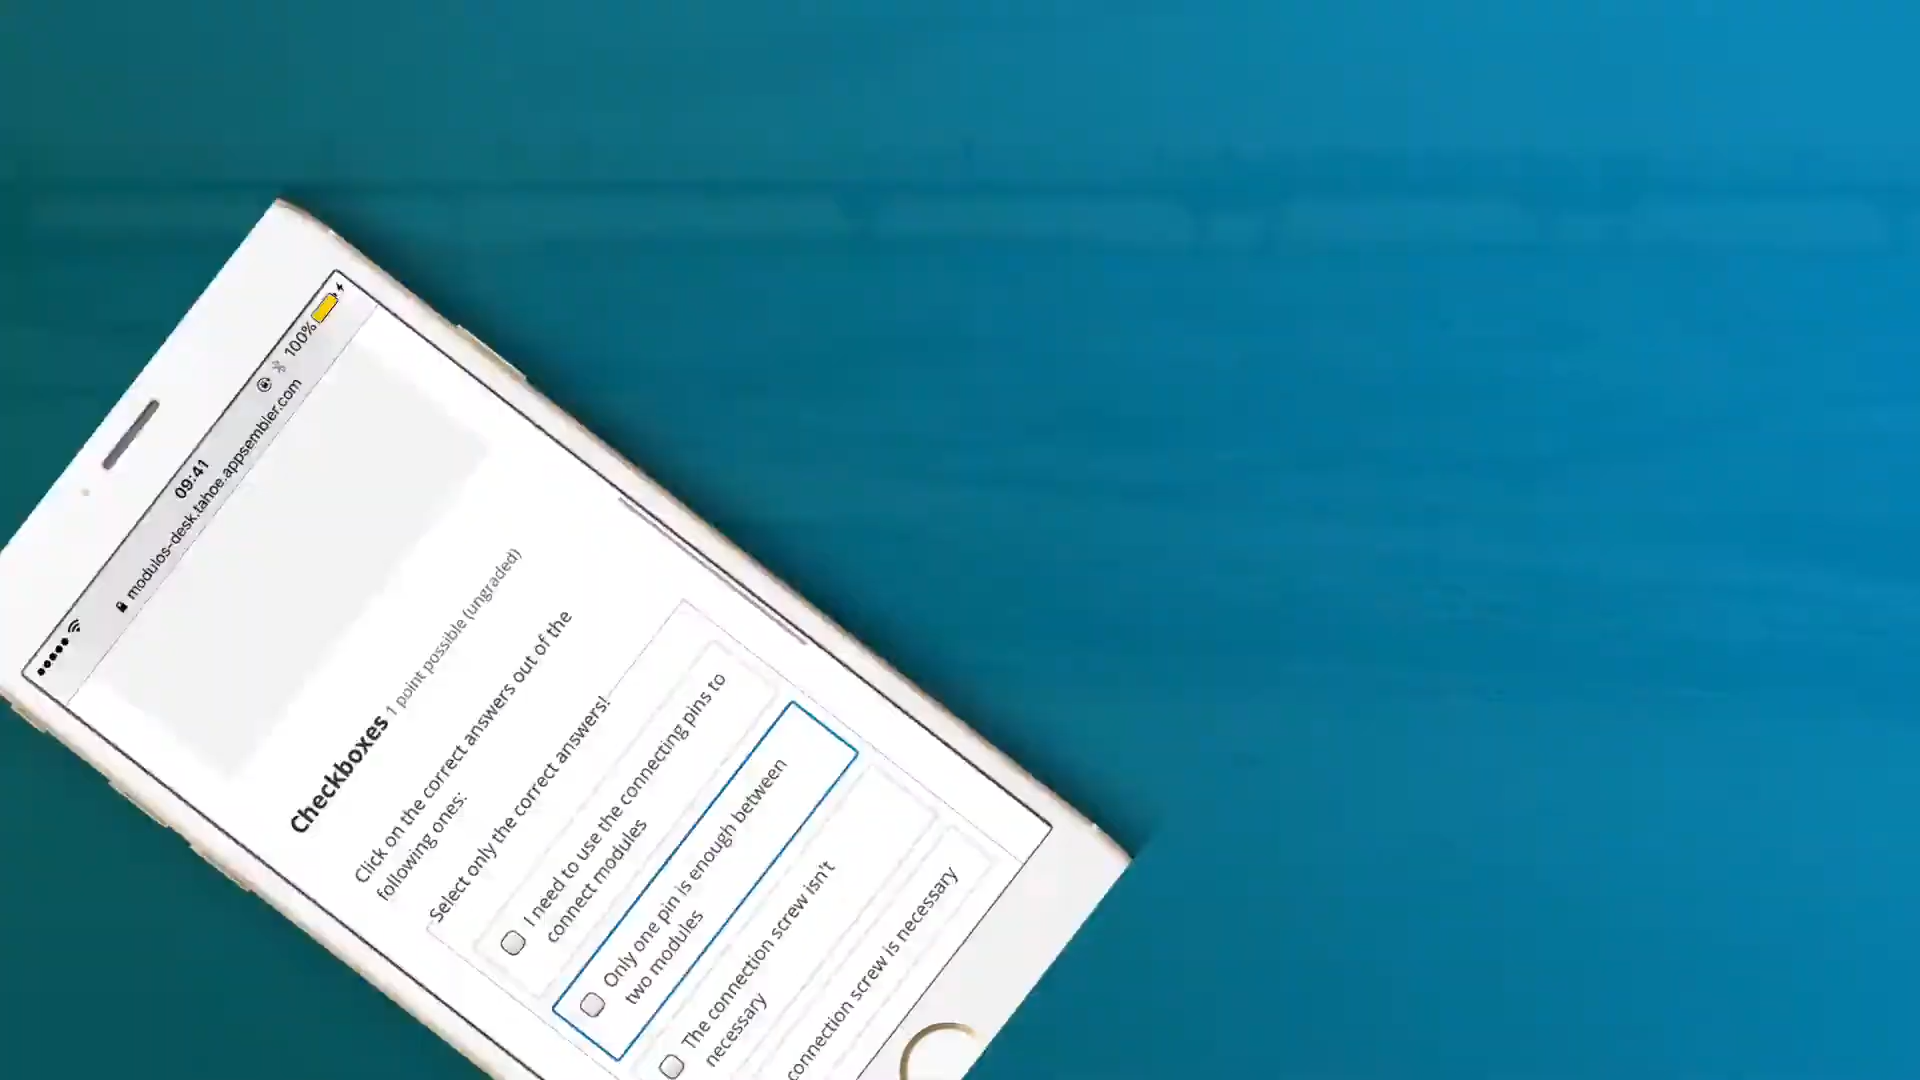 09:41
100%
modulos-desk.tahoe.appsembler.com
Checkboxes 1 point possible (ungraded)
Click on the correct answers out of the
following ones:
Select only the correct answers!
I need to use the connecting pins to
connect modules
Only one pin is enough between
two modules
The connection screw isn't
necessary
connection screw is necessary